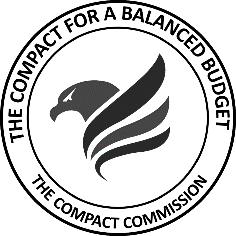 THE COMPACT FOR A BALANCED BUDGET
THE COMPACT COMMISSION